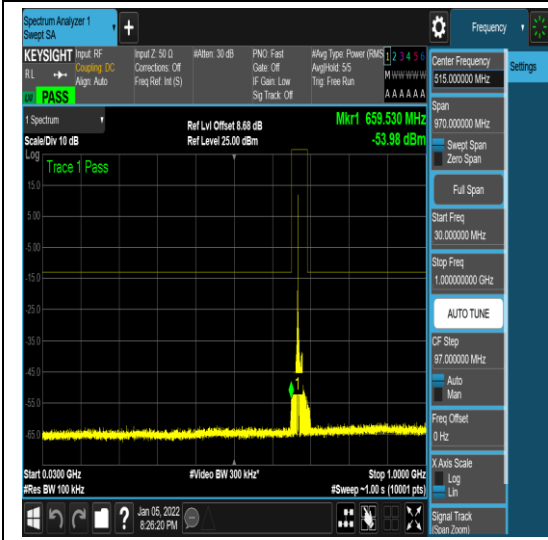 Spectrum Analyzer 1
Swept SA
+
Frequency
KEYSIGHT Input: RF
Coupling: DC
Align: Auto
Input Z: 50 Ω
Corrections: Off
Freq Ref: Int (S)
#Atten: 30 dB
PNO: Fast
Gate: Off
IF Gain: Low
Sig Track: Off
#Avg Type: Power (RMS)
Avg|Hold: 5/5
Trig: Free Run
1 2 3 4 5 6
M W W W W W
A A A A A A
RL
PASS
1 Spectrum
Scale/Div 10 dB
Ref Lvl Offset 8.68 dB
Ref Level 25.00 dBm
Mkr1 659.530 MHz
-53.98 dBm
Log
Trace 1 Pass
15.0
5.00
-5.00
-15.0
-25.0
-35.0
-45.0
-55.0
-65.0
1
Start 0.0300 GHz
#Res BW 100 kHz
#Video BW 300 kHz*
Stop 1.0000 GHz
#Sweep ~1.00 s (10001 pts)
Jan 05, 2022
8:26:20 PM
?
Settings
Center Frequency
515.000000 MHz
Span
970.000000 MHz
Swept Span
Zero Span
Full Span
Start Freq
30.000000 MHz
Stop Freq
1.000000000 GHz
AUTO TUNE
CF Step
97.000000 MHz
Auto
Man
Freq Offset
0 Hz
X Axis Scale
Log
Lin
Signal Track
(Span Zoom)